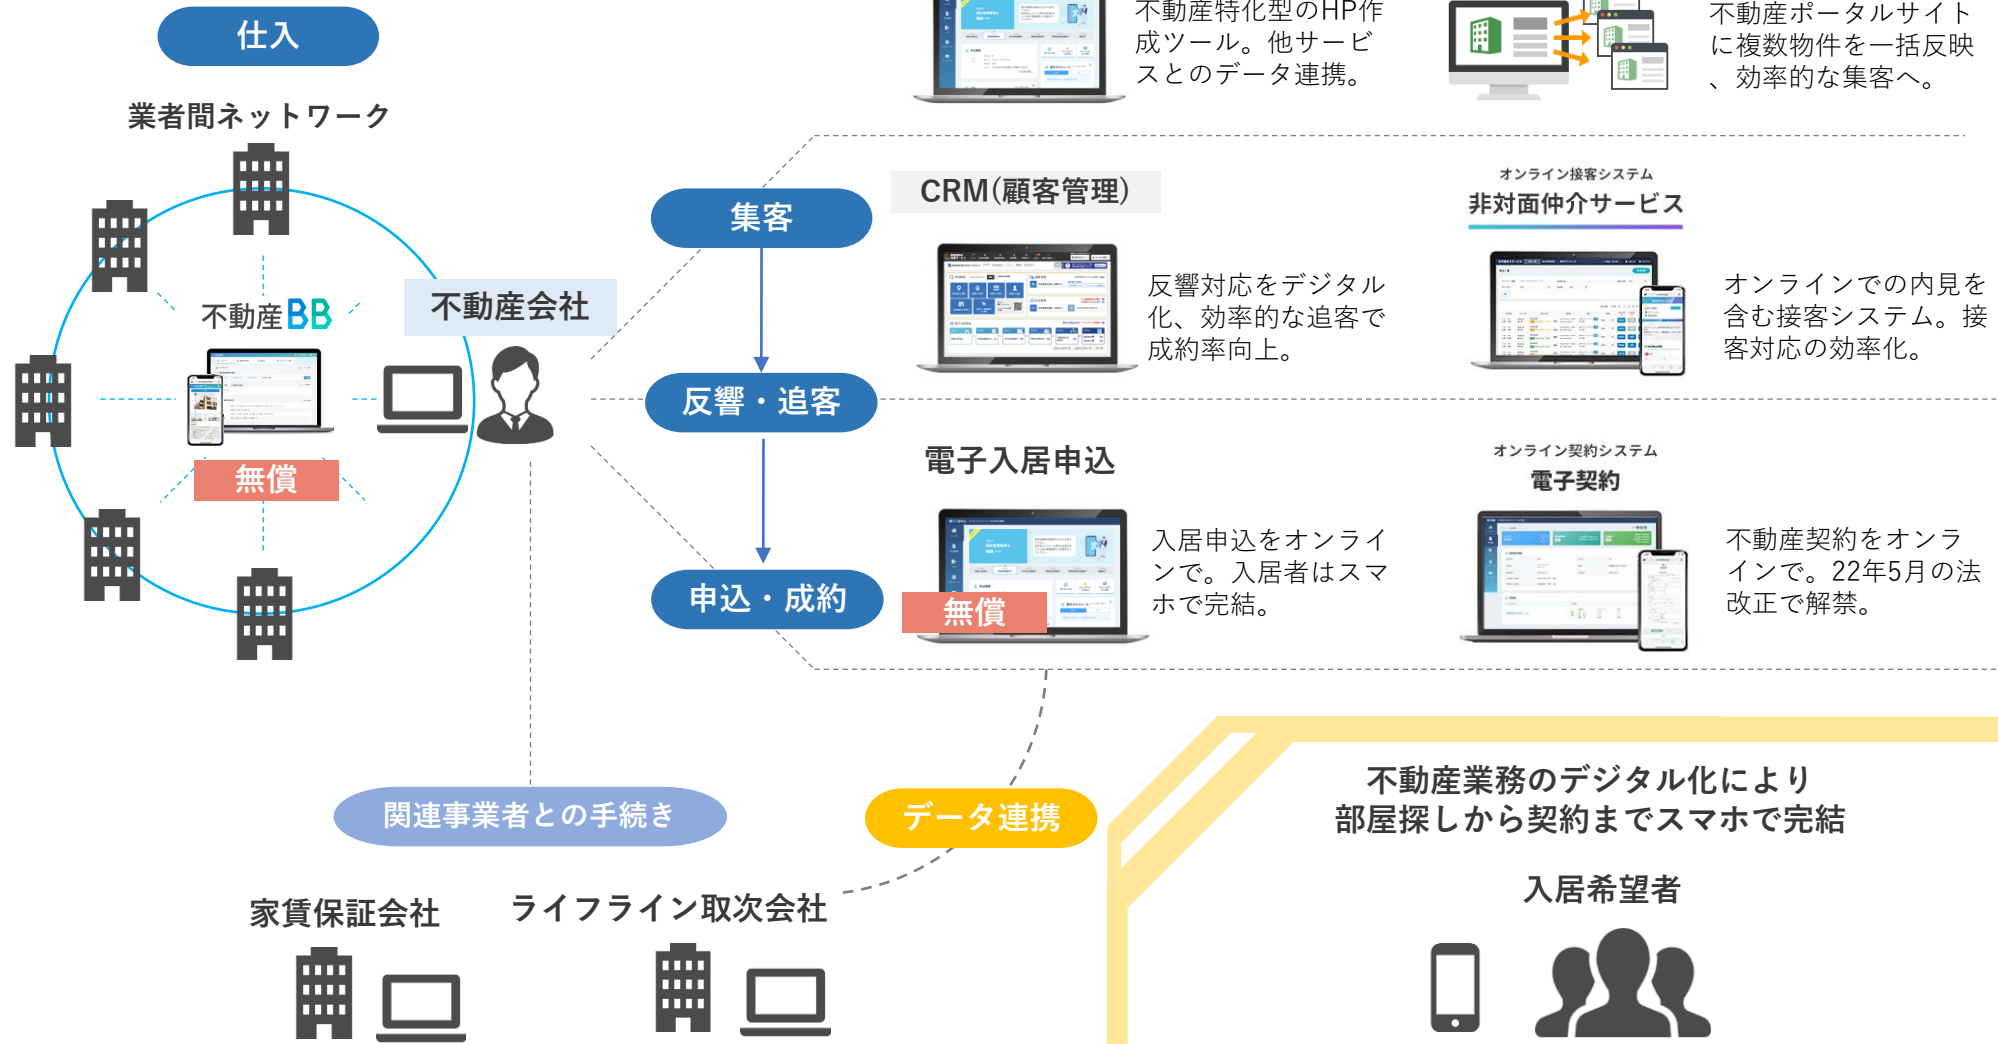 仕入
業者間ネットワーク
不動産BB
無償
不動産会社
不動産特化型のHP作
成ツール。他サービ
スとのデータ連携。
不動産ポータルサイト
に複数物件を一括反映
、効率的な集客へ。
集客
CRM(顧客管理)
反響対応をデジタル
化、効率的な追客で
成約率向上。
オンライン接客システム
非対面仲介サービス
オンラインでの内見を
含む接客システム。接
客対応の効率化。
反響・追客
電子入居申込
無償
入居申込をオンライ
ンで。入居者はスマ
ホで完結。
オンライン契約システム
電子契約
不動産契約をオンラ
インで。22年5月の法
改正で解禁。
申込・成約
関連事業者との手続き
データ連携
家賃保証会社
ライフライン取次会社
不動産業務のデジタル化により
部屋探しから契約までスマホで完結
入居希望者